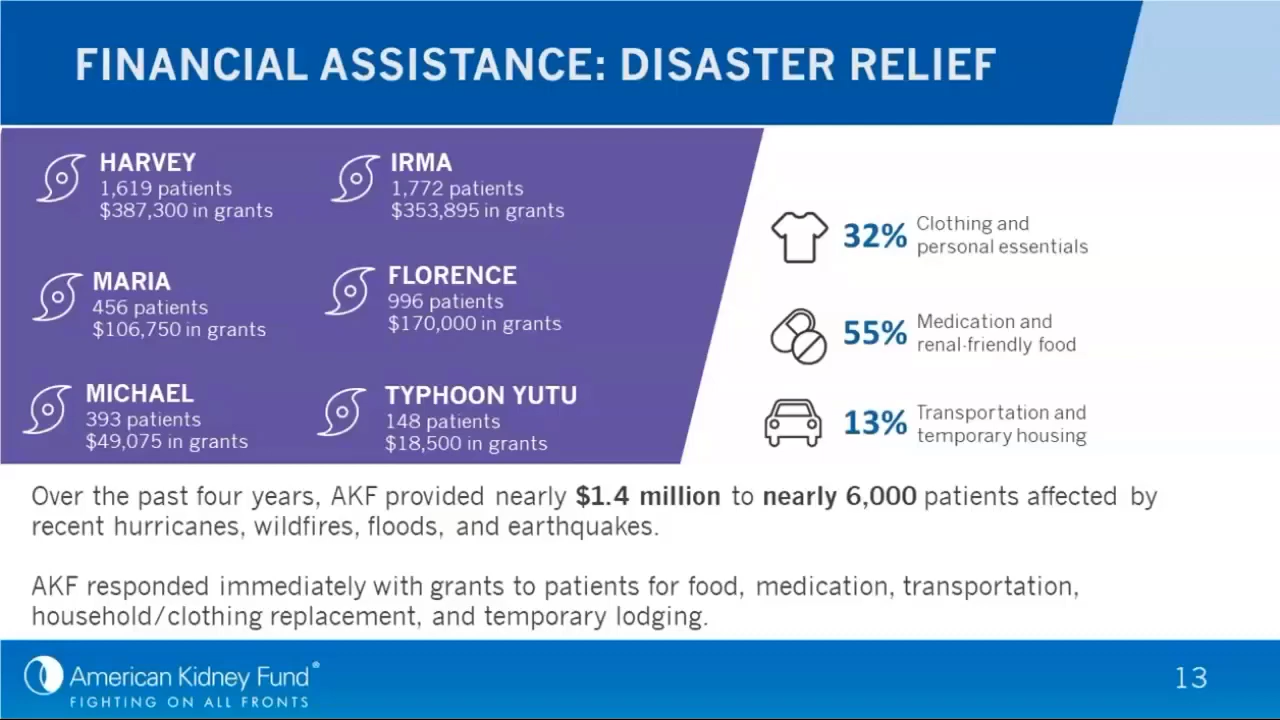 FINANCIAL ASSISTANCE: DISASTER RELIEF
HARVEY
1,619 patients
$387,300 in grants
IRMA
1,772 patients
$353,895 in grants
MARIA
456 patients
$106,750 in grants
FLORENCE
996 patients
$170,000 in grants
MICHAEL
393 patients
$49,075 in grants
TYPHOON YUTU
148 patients
$18,500 in grants
32% Clothing and
personal essentials
55% Medication and
renal-friendly food
13% Transportation and
temporary housing
Over the past four years, AKF provided nearly $1.4 million to nearly 6,000 patients affected by
recent hurricanes, wildfires, floods, and earthquakes.
AKF responded immediately with grants to patients for food, medication, transportation,
household/clothing replacement, and temporary lodging.
American Kidney Fund®
FIGHTING ON ALL FRONTS
13